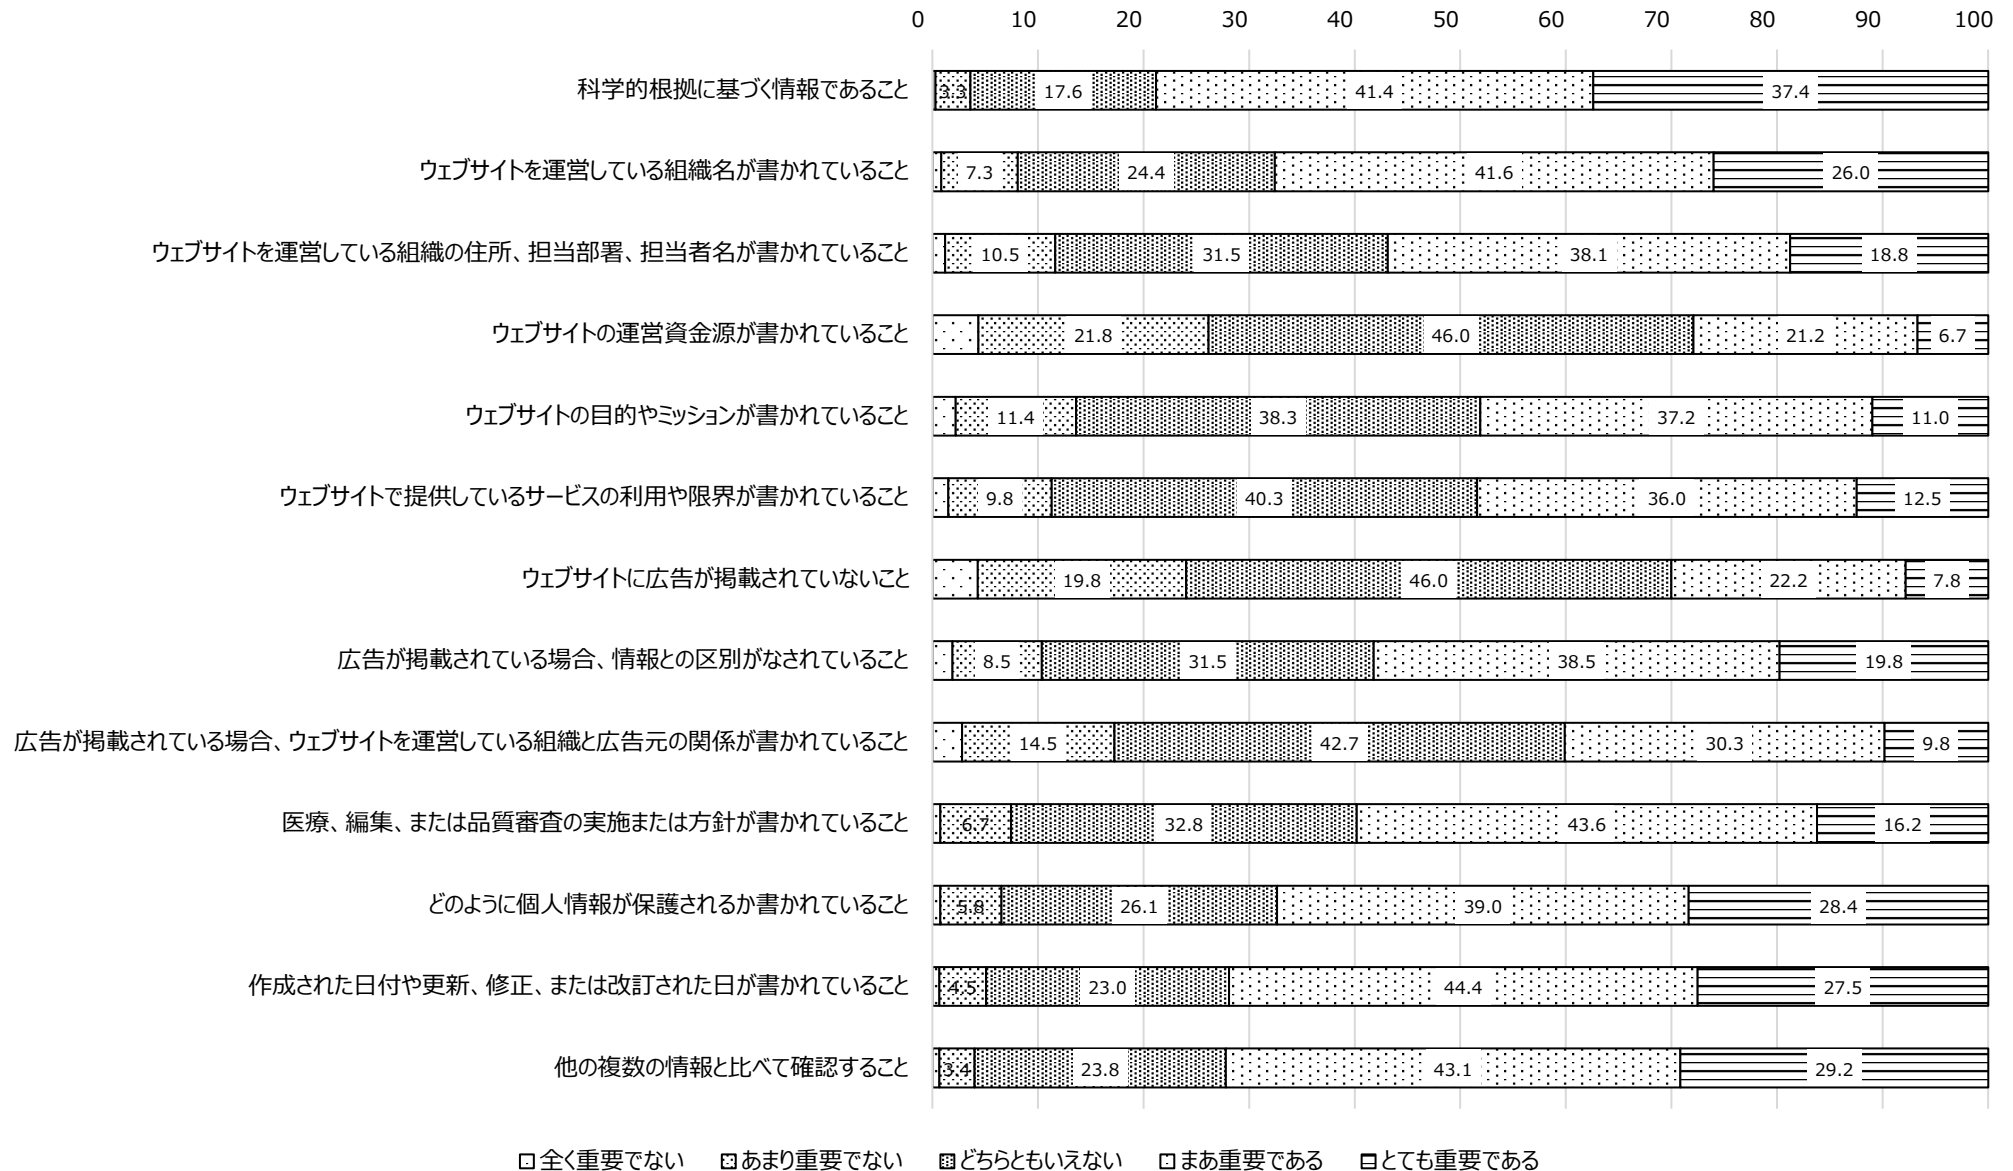 0 10 20 30 40 50 60 70 80 90 100
科学的根拠に基づく情報であること 3.3 17.6 41.4 37.4
ウェブサイトを運営している組織名が書かれていること 7.3 24.4 41.6 26.0
ウェブサイトを運営している組織の住所、担当部署、担当者名が書かれていること 10.5 31.5 38.1 18.8
ウェブサイトの運営資金源が書かれていること 21.8 46.0 21.2 6.7
ウェブサイトの目的やミッションが書かれていること 11.4 38.3 37.2 11.0
ウェブサイトで提供しているサービスの利用や限界が書かれていること 9.8 40.3 36.0 12.5
ウェブサイトに広告が掲載されていないこと 19.8 46.0 22.2 7.8
広告が掲載されている場合、情報との区別がなされていること 8.5 31.5 38.5 19.8
広告が掲載されている場合、ウェブサイトを運営している組織と広告元の関係が書かれていること 14.5 42.7 30.3 9.8
医療、編集、または品質審査の実施または方針が書かれていること 6.7 32.8 43.6 16.2
どのように個人情報が保護されるか書かれていること 5.8 26.1 39.0 28.4
作成された日付や更新、修正、または改訂された日が書かれていること 4.5 23.0 44.4 27.5
他の複数の情報と比べて確認すること 3.4 23.8 43.1 29.2
全く重要でない あまり重要でない どちらともいえない まあ重要である とても重要である